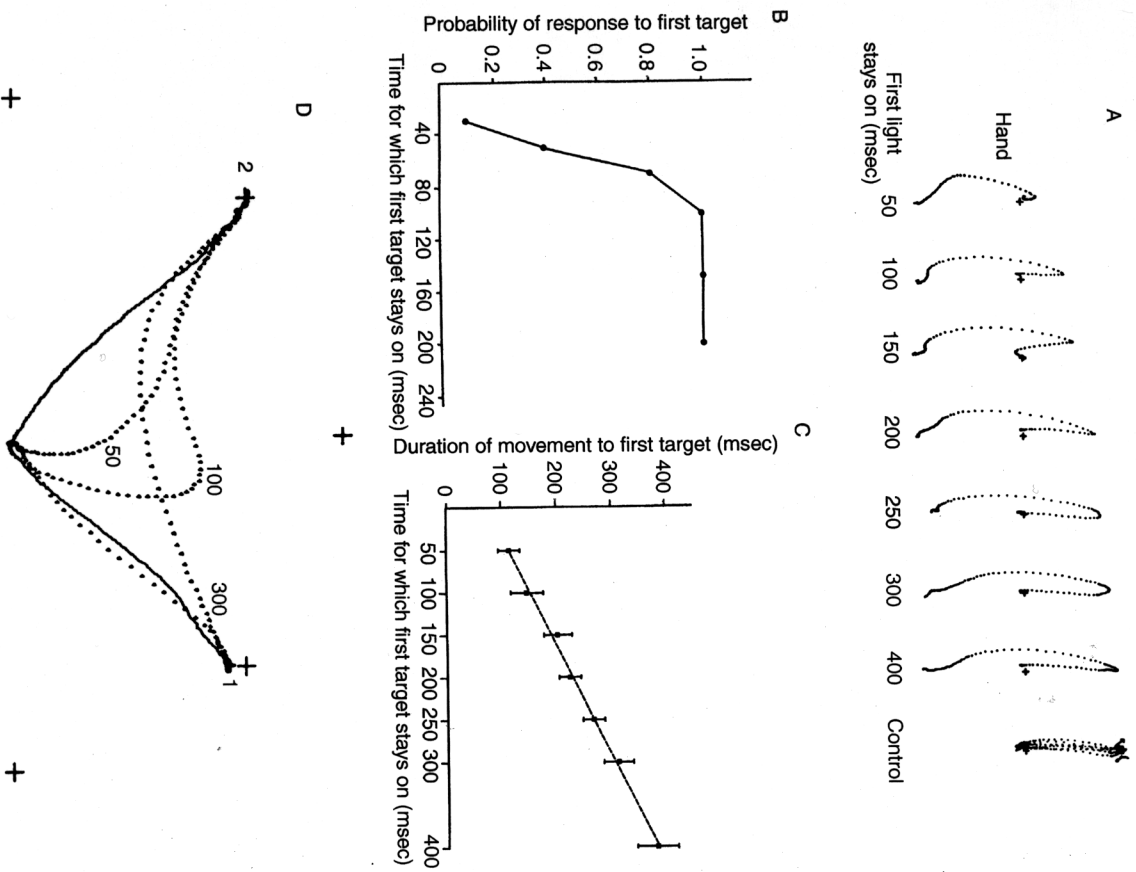 A
Hand
First light
stays on (msec)
50 100 150 200 250 300 400 Control
B
Probability of response to first target
1.0
0.8
0.6
0.4
0.2
0
40 80 120 160 200 240
Time for which first target stays on (msec)
C
Duration of movement to first target (msec)
400
300
200
100
0
50 100 150 200 250 300 400
Time for which first target stays on (msec)
D
2
1
50
100
300